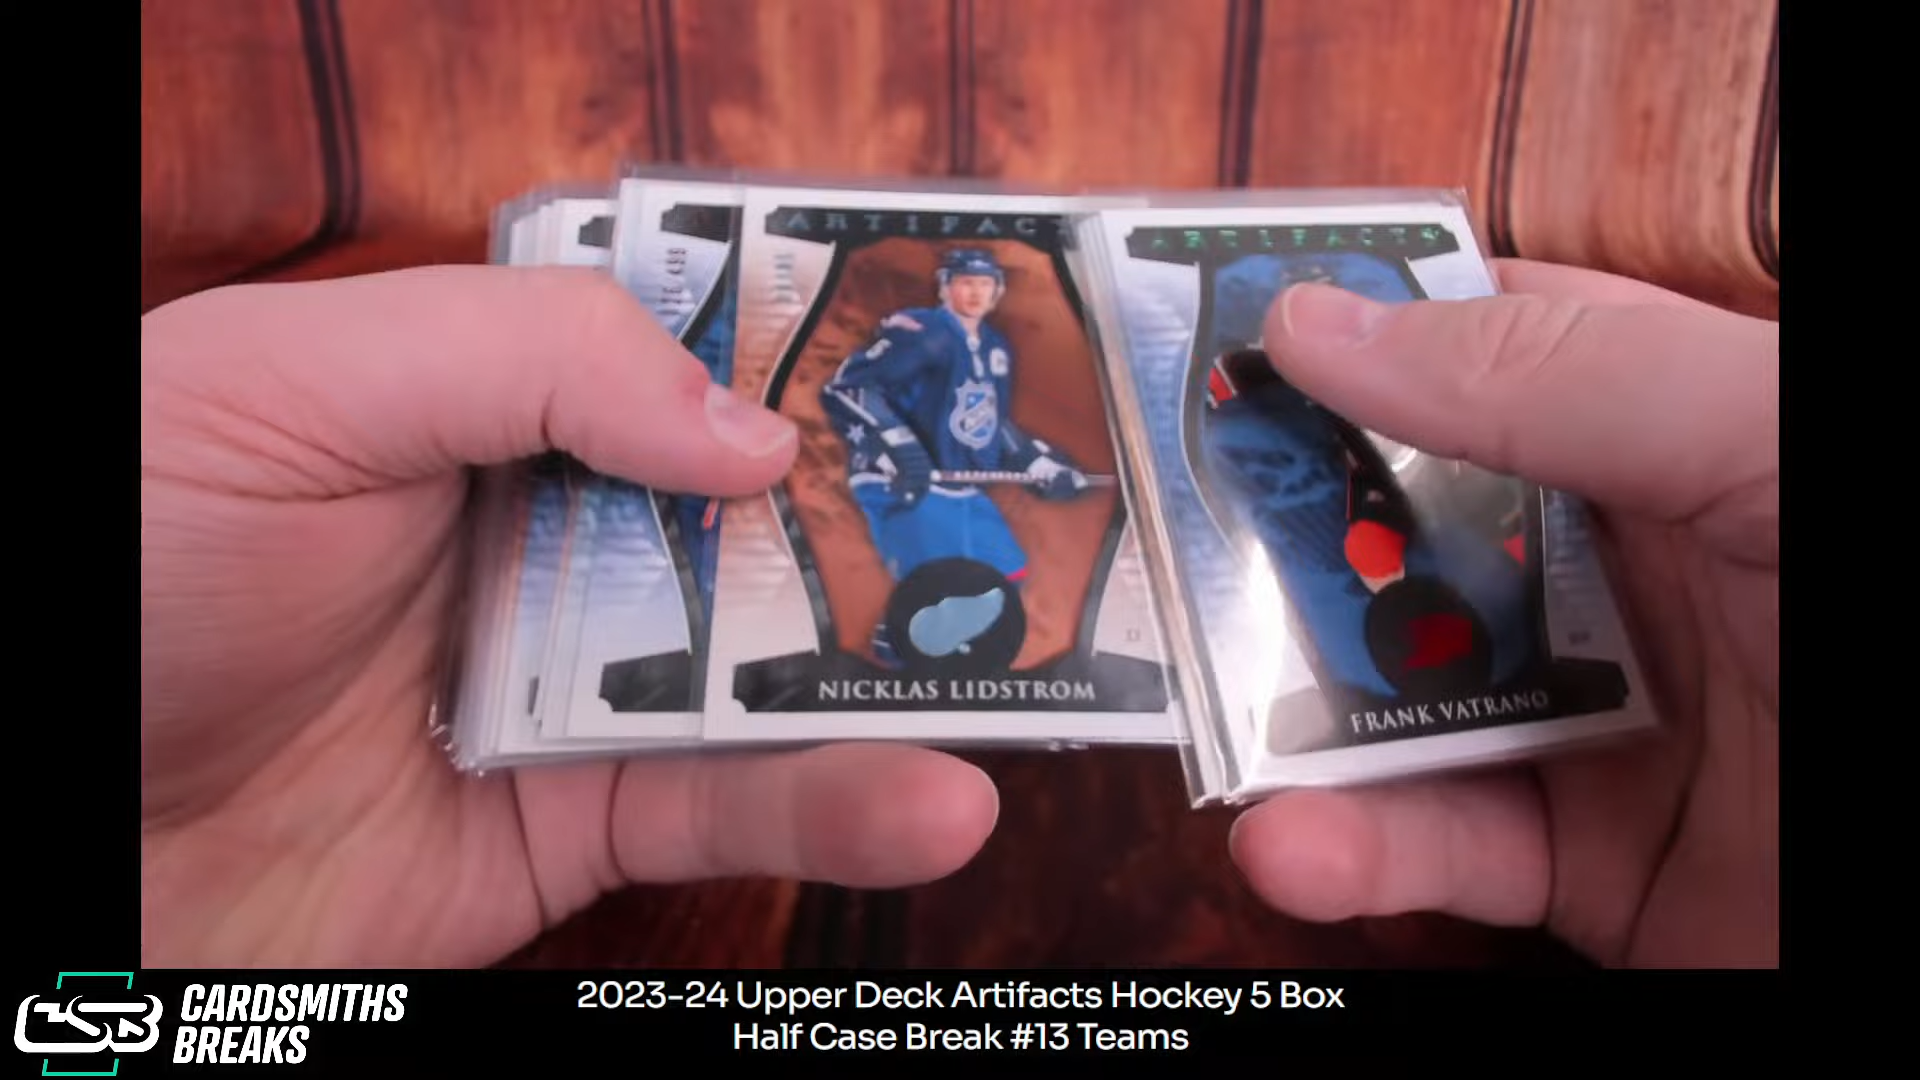 ARTIFACT
ARTIFACTS
NICKLAS LIDSTROM
FRANK VATRANO
CARDSMITHS
BREAKS
2023-24 Upper Deck Artifacts Hockey 5 Box
Half Case Break #13 Teams